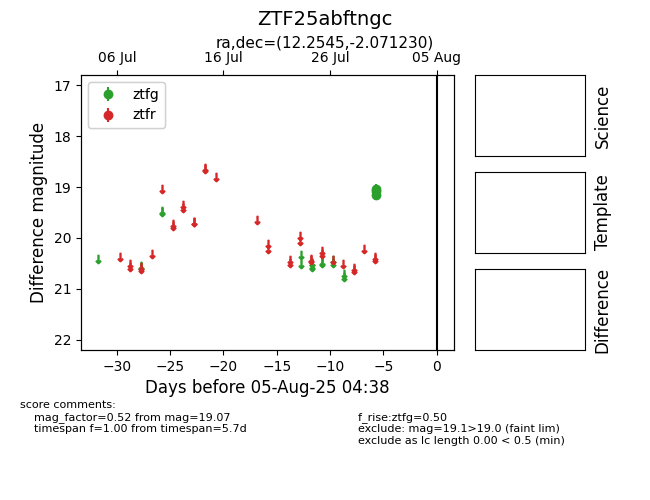 ZTF25abftngc
ra,dec=(12.2545,-2.071230)
06 Jul 16 Jul 26 Jul 05 Aug
ztfg
ztfr
17
18
19
20
21
22
Difference magnitude
−30 −25 −20 −15 −10 −5 0
Days before 05-Aug-25 04:38
Science
Template
Difference
score comments:
mag_factor=0.52 from mag=19.07
timespan f=1.00 from timespan=5.7d
f_rise:ztfg=0.50
exclude: mag=19.1>19.0 (faint lim)
exclude as lc length 0.00 < 0.5 (min)